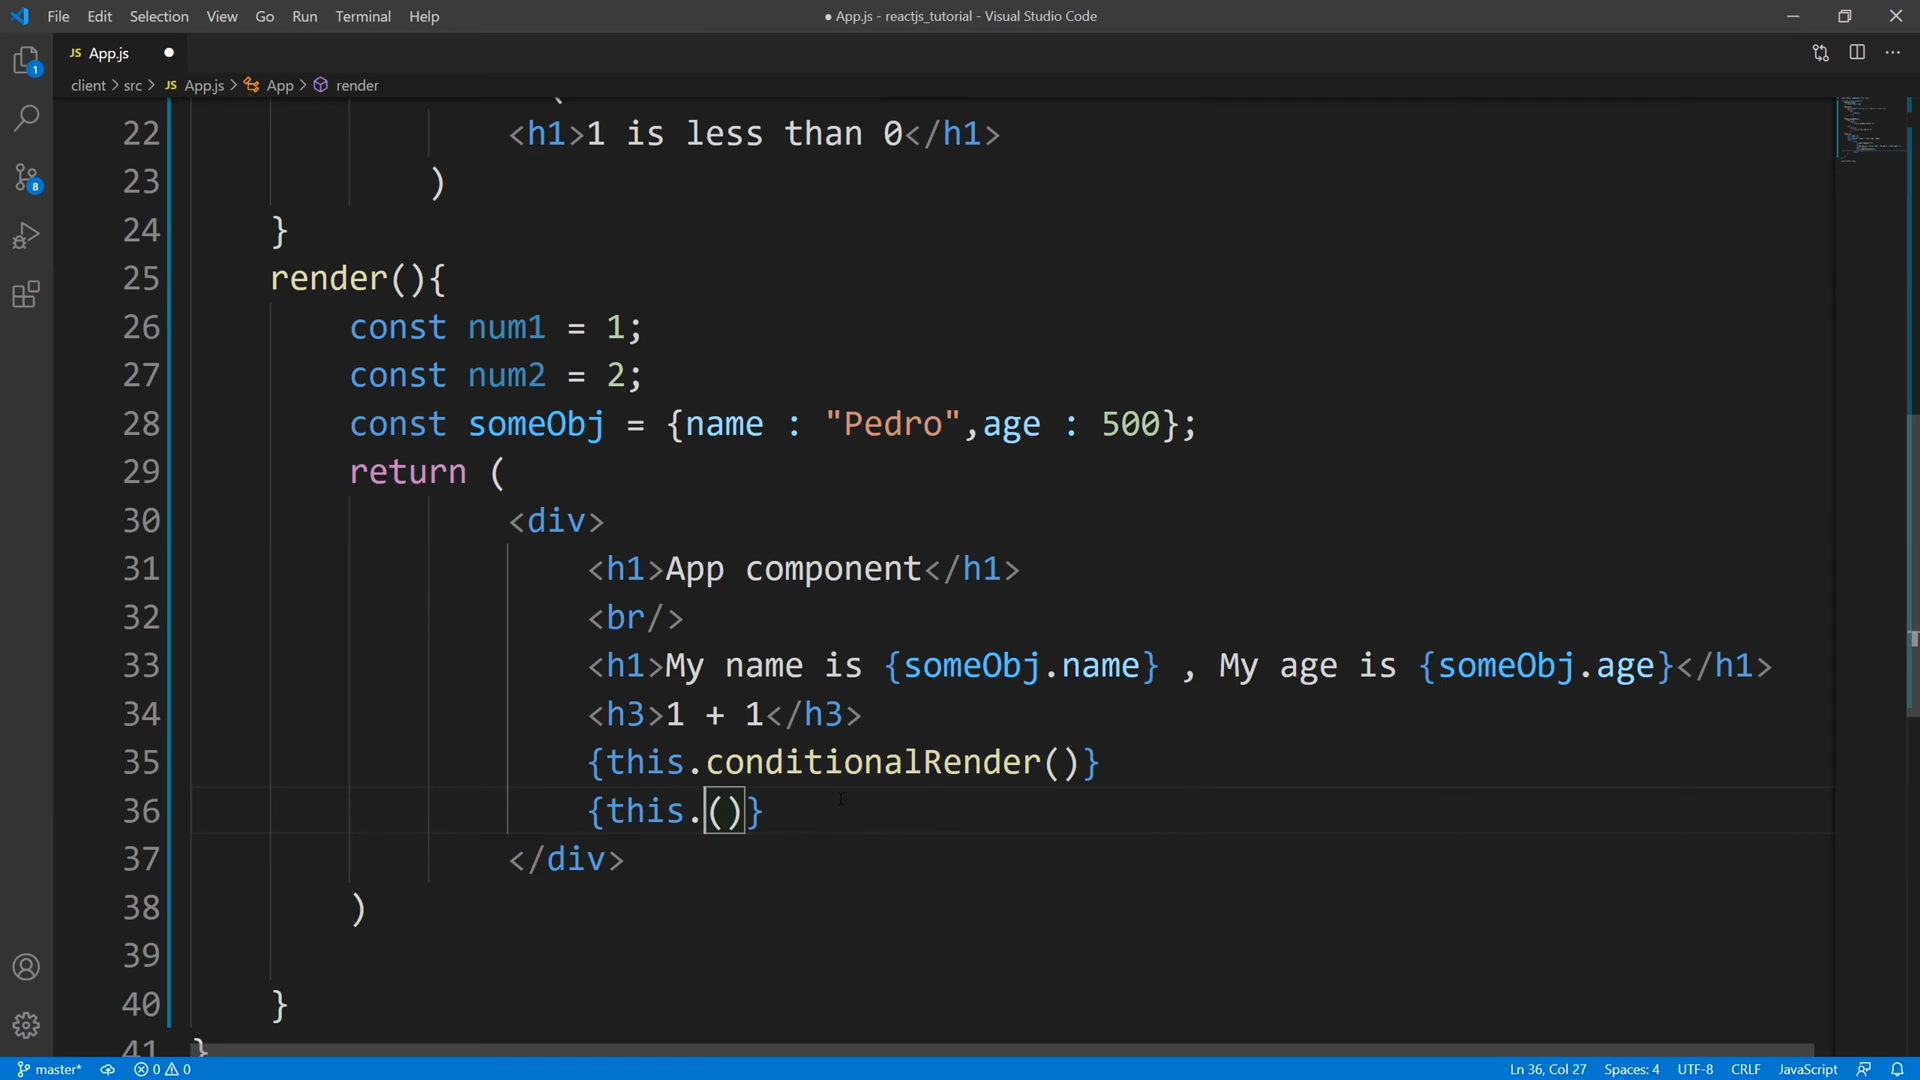 File Edit Selection View Go Run Terminal Help
● App.js - reactjs_tutorial - Visual Studio Code
JS App.js ●
client > src > JS App.js > App > render
1
8
22 <h1>1 is less than 0</h1>
23 )
24 }
25 render(){
26 const num1 = 1;
27 const num2 = 2;
28 const someObj = {name : "Pedro",age : 500};
29 return (
30 <div>
31 <h1>App component</h1>
32 <br/>
33 <h1>My name is {someObj.name} , My age is {someObj.age}</h1>
34 <h3>1 + 1</h3>
35 {this.conditionalRender()}
36 {this.()}
37 </div>
38 )
39
40 }
41 }
master* 0 0 Ln 36, Col 27 Spaces: 4 UTF-8 CRLF JavaScript